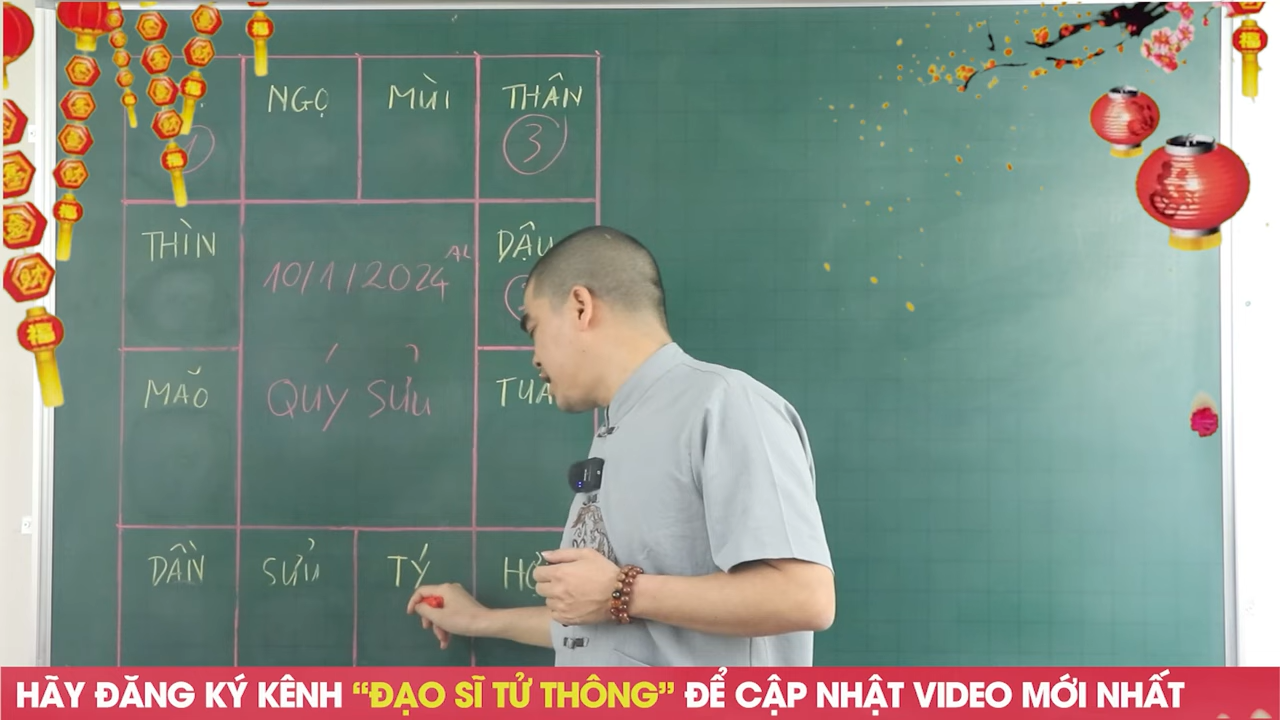 NGỌ
MÙI
THÂN
3
THÌN
DẬU
10/1/2024 AL
MÃO
QUÝ SỬU
DẦN
SỬU
TÝ
HÃY ĐĂNG KÝ KÊNH “ĐẠO SĨ TỬ THÔNG” ĐỂ CẬP NHẬT VIDEO MỚI NHẤT